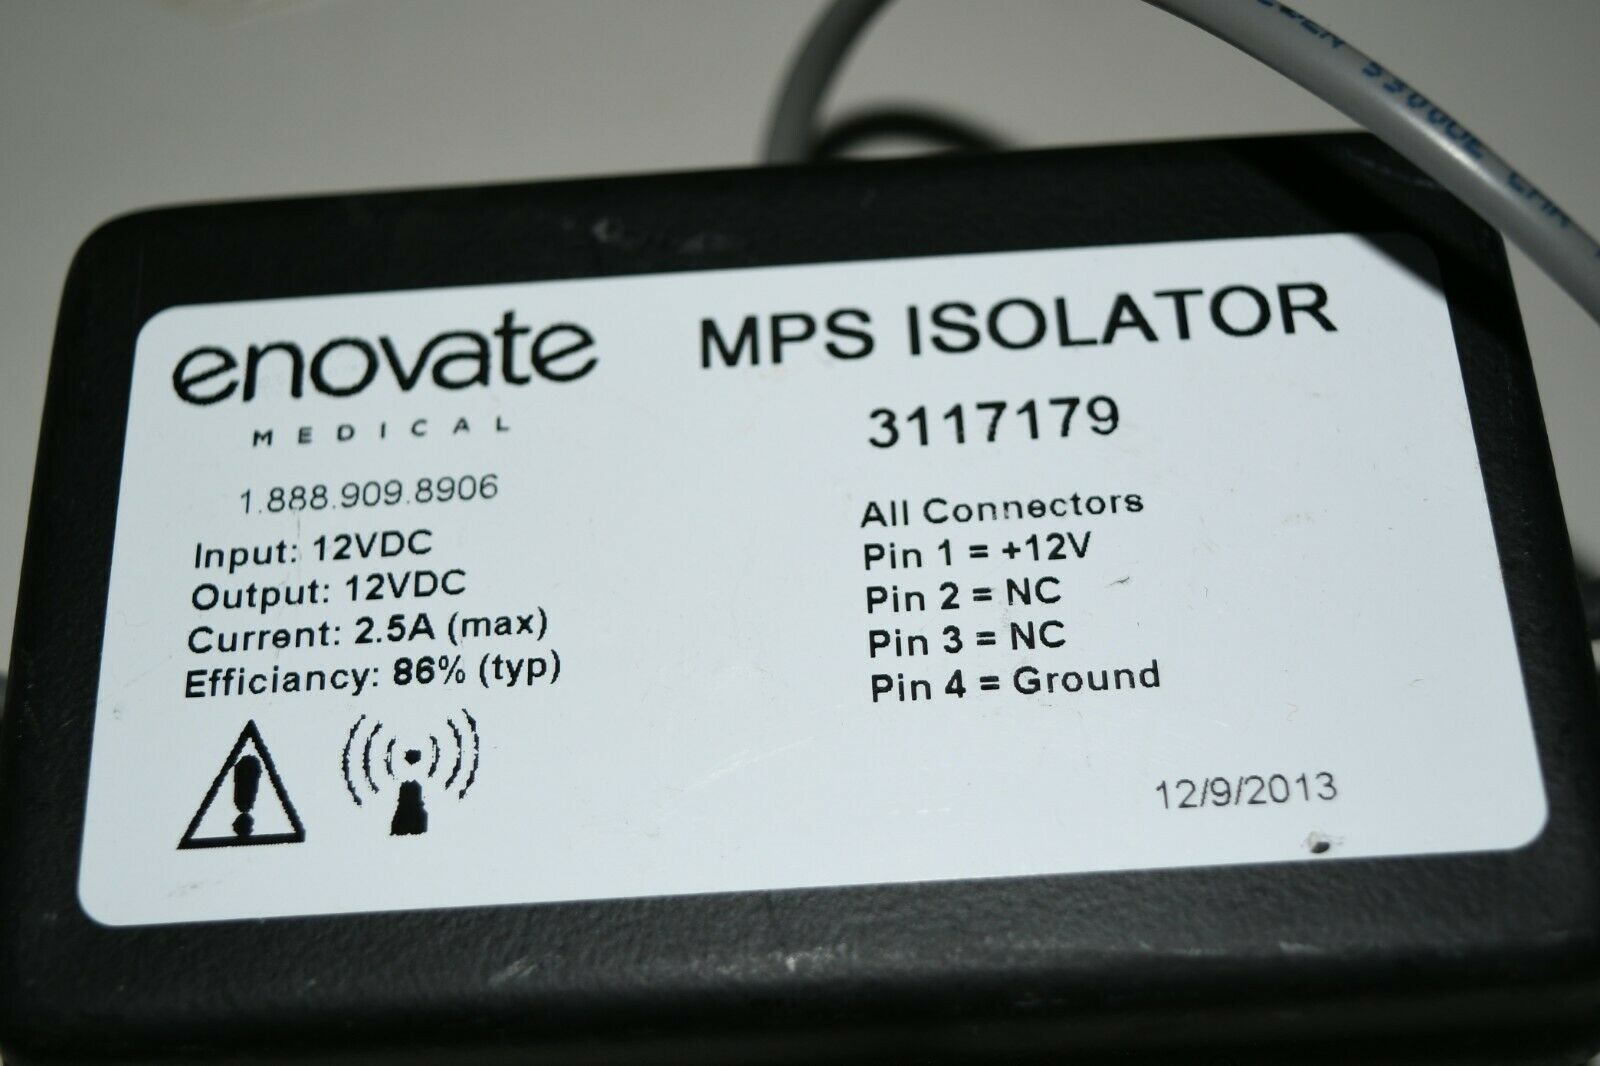 enovate
MEDICAL
1.888.909.8906
Input: 12VDC
Output: 12VDC
Current: 2.5A (max)
Efficiancy: 86% (typ)
MPS ISOLATOR
3117179
All Connectors
Pin 1 = +12V
Pin 2 = NC
Pin 3 = NC
Pin 4 = Ground
12/9/2013